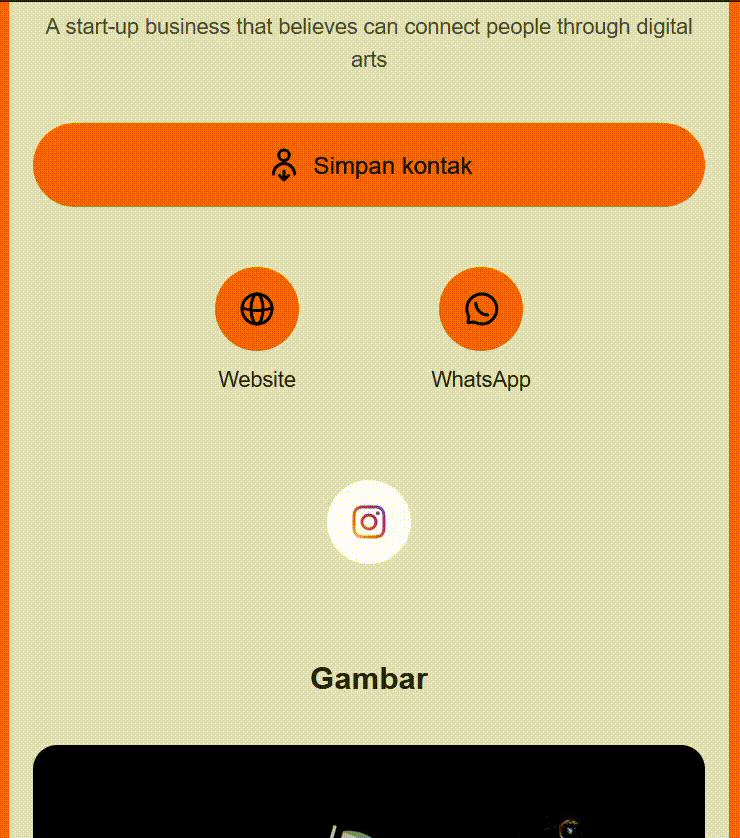 A start-up business that believes can connect people through digital
arts
Simpan kontak
Website
WhatsApp
Gambar